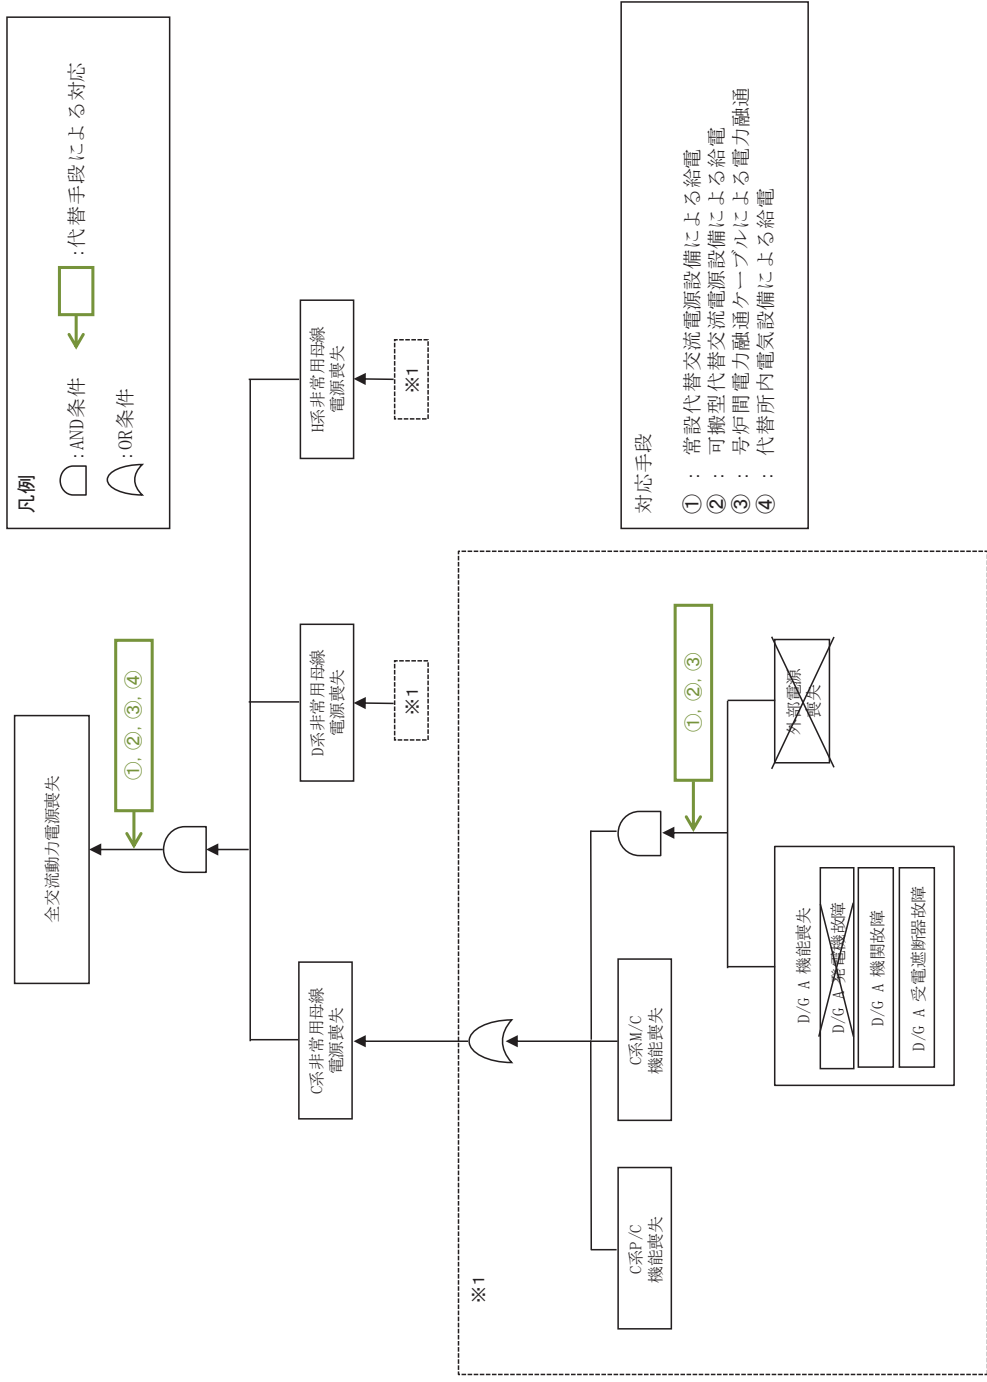 凡例
:AND条件
:代替手段による対応
:OR条件
全交流動力電源喪失
①, ②, ③, ④
C系非常用母線
電源喪失
D系非常用母線
電源喪失
H系非常用母線
電源喪失
※1
※1
※1
C系P/C
機能喪失
C系M/C
機能喪失
①, ②, ③
D/G A 機能喪失
D/G A 発電機故障
D/G A 機関故障
D/G A 受電遮断器故障
外部電源
喪失
対応手段
① : 常設代替交流電源設備による給電
② : 可搬型代替交流電源設備による給電
③ : 号炉間電力融通ケーブルによる電力融通
④ : 代替所内電気設備による給電